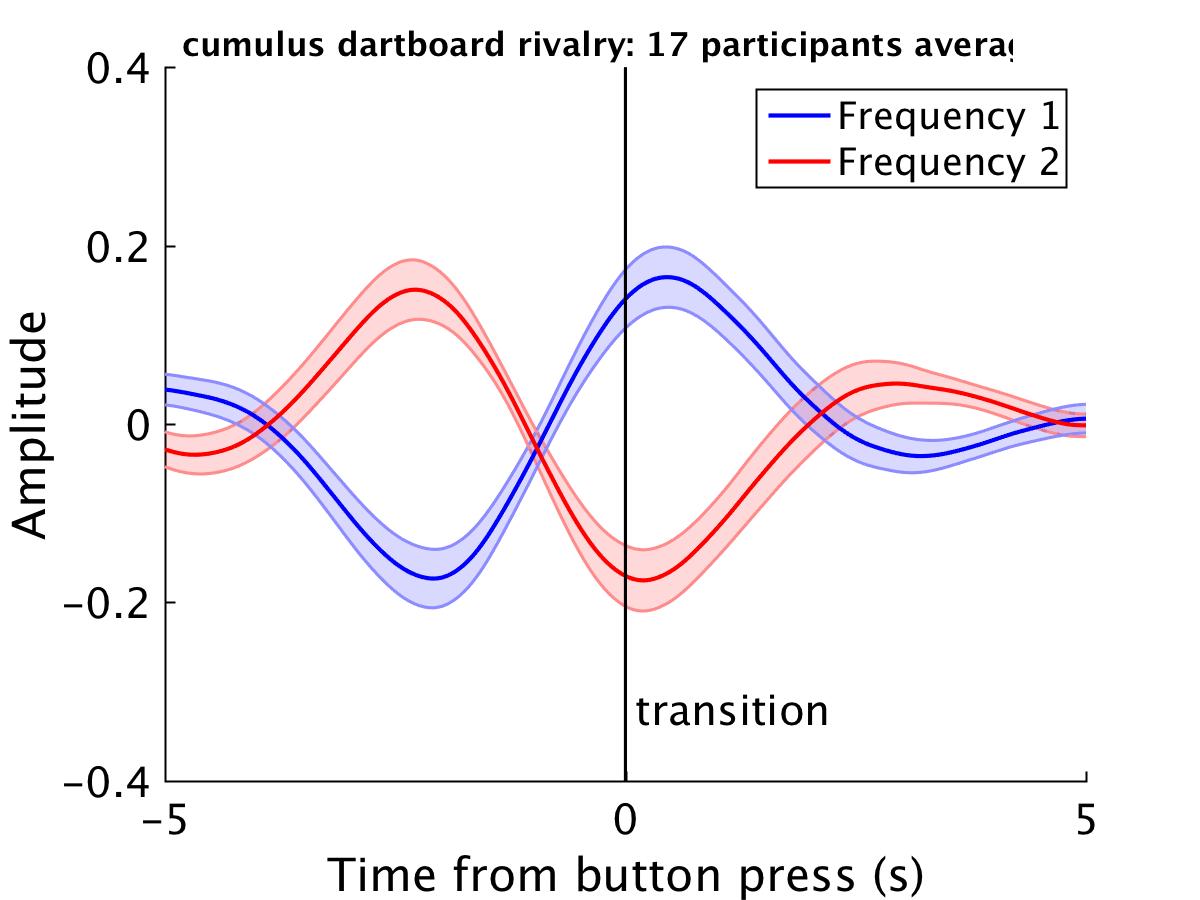 cumulus dartboard rivalry: 17 participants
0.4
Frequency 1
Frequency 2
0.2
Amplitude
0
−0.2
transition
−0.4
−5
0
5
Time from button press (s)